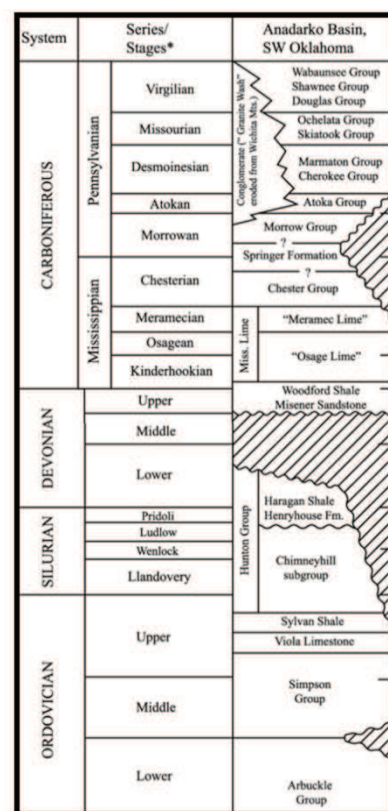 System
Series/
Stages*
Anadarko Basin,
SW Oklahoma
CARBONIFEROUS
Pennsylvanian
Virgilian
Missourian
Desmoinesian
Atokan
Morrowan
Mississippian
Chesterian
Meramecian
Osagean
Kinderhookian
Conglomerate ("Granite Wash"
eroded from Wichita Mts.)
Wabaunsee Group
Shawnee Group
Douglas Group
Ochelata Group
Skiatook Group
Marmaton Group
Cherokee Group
Atoka Group
Morrow Group
?
Springer Formation
?
Chester Group
Miss. Lime
"Meramec Lime"
"Osage Lime"
DEVONIAN
Upper
Middle
Lower
Woodford Shale
Misener Sandstone
SILURIAN
Pridoli
Ludlow
Wenlock
Llandovery
Hunton Group
Haragan Shale
Henryhouse Fm.
Chimneyhill
subgroup
ORDOVICIAN
Upper
Middle
Lower
Sylvan Shale
Viola Limestone
Simpson
Group
Arbuckle
Group